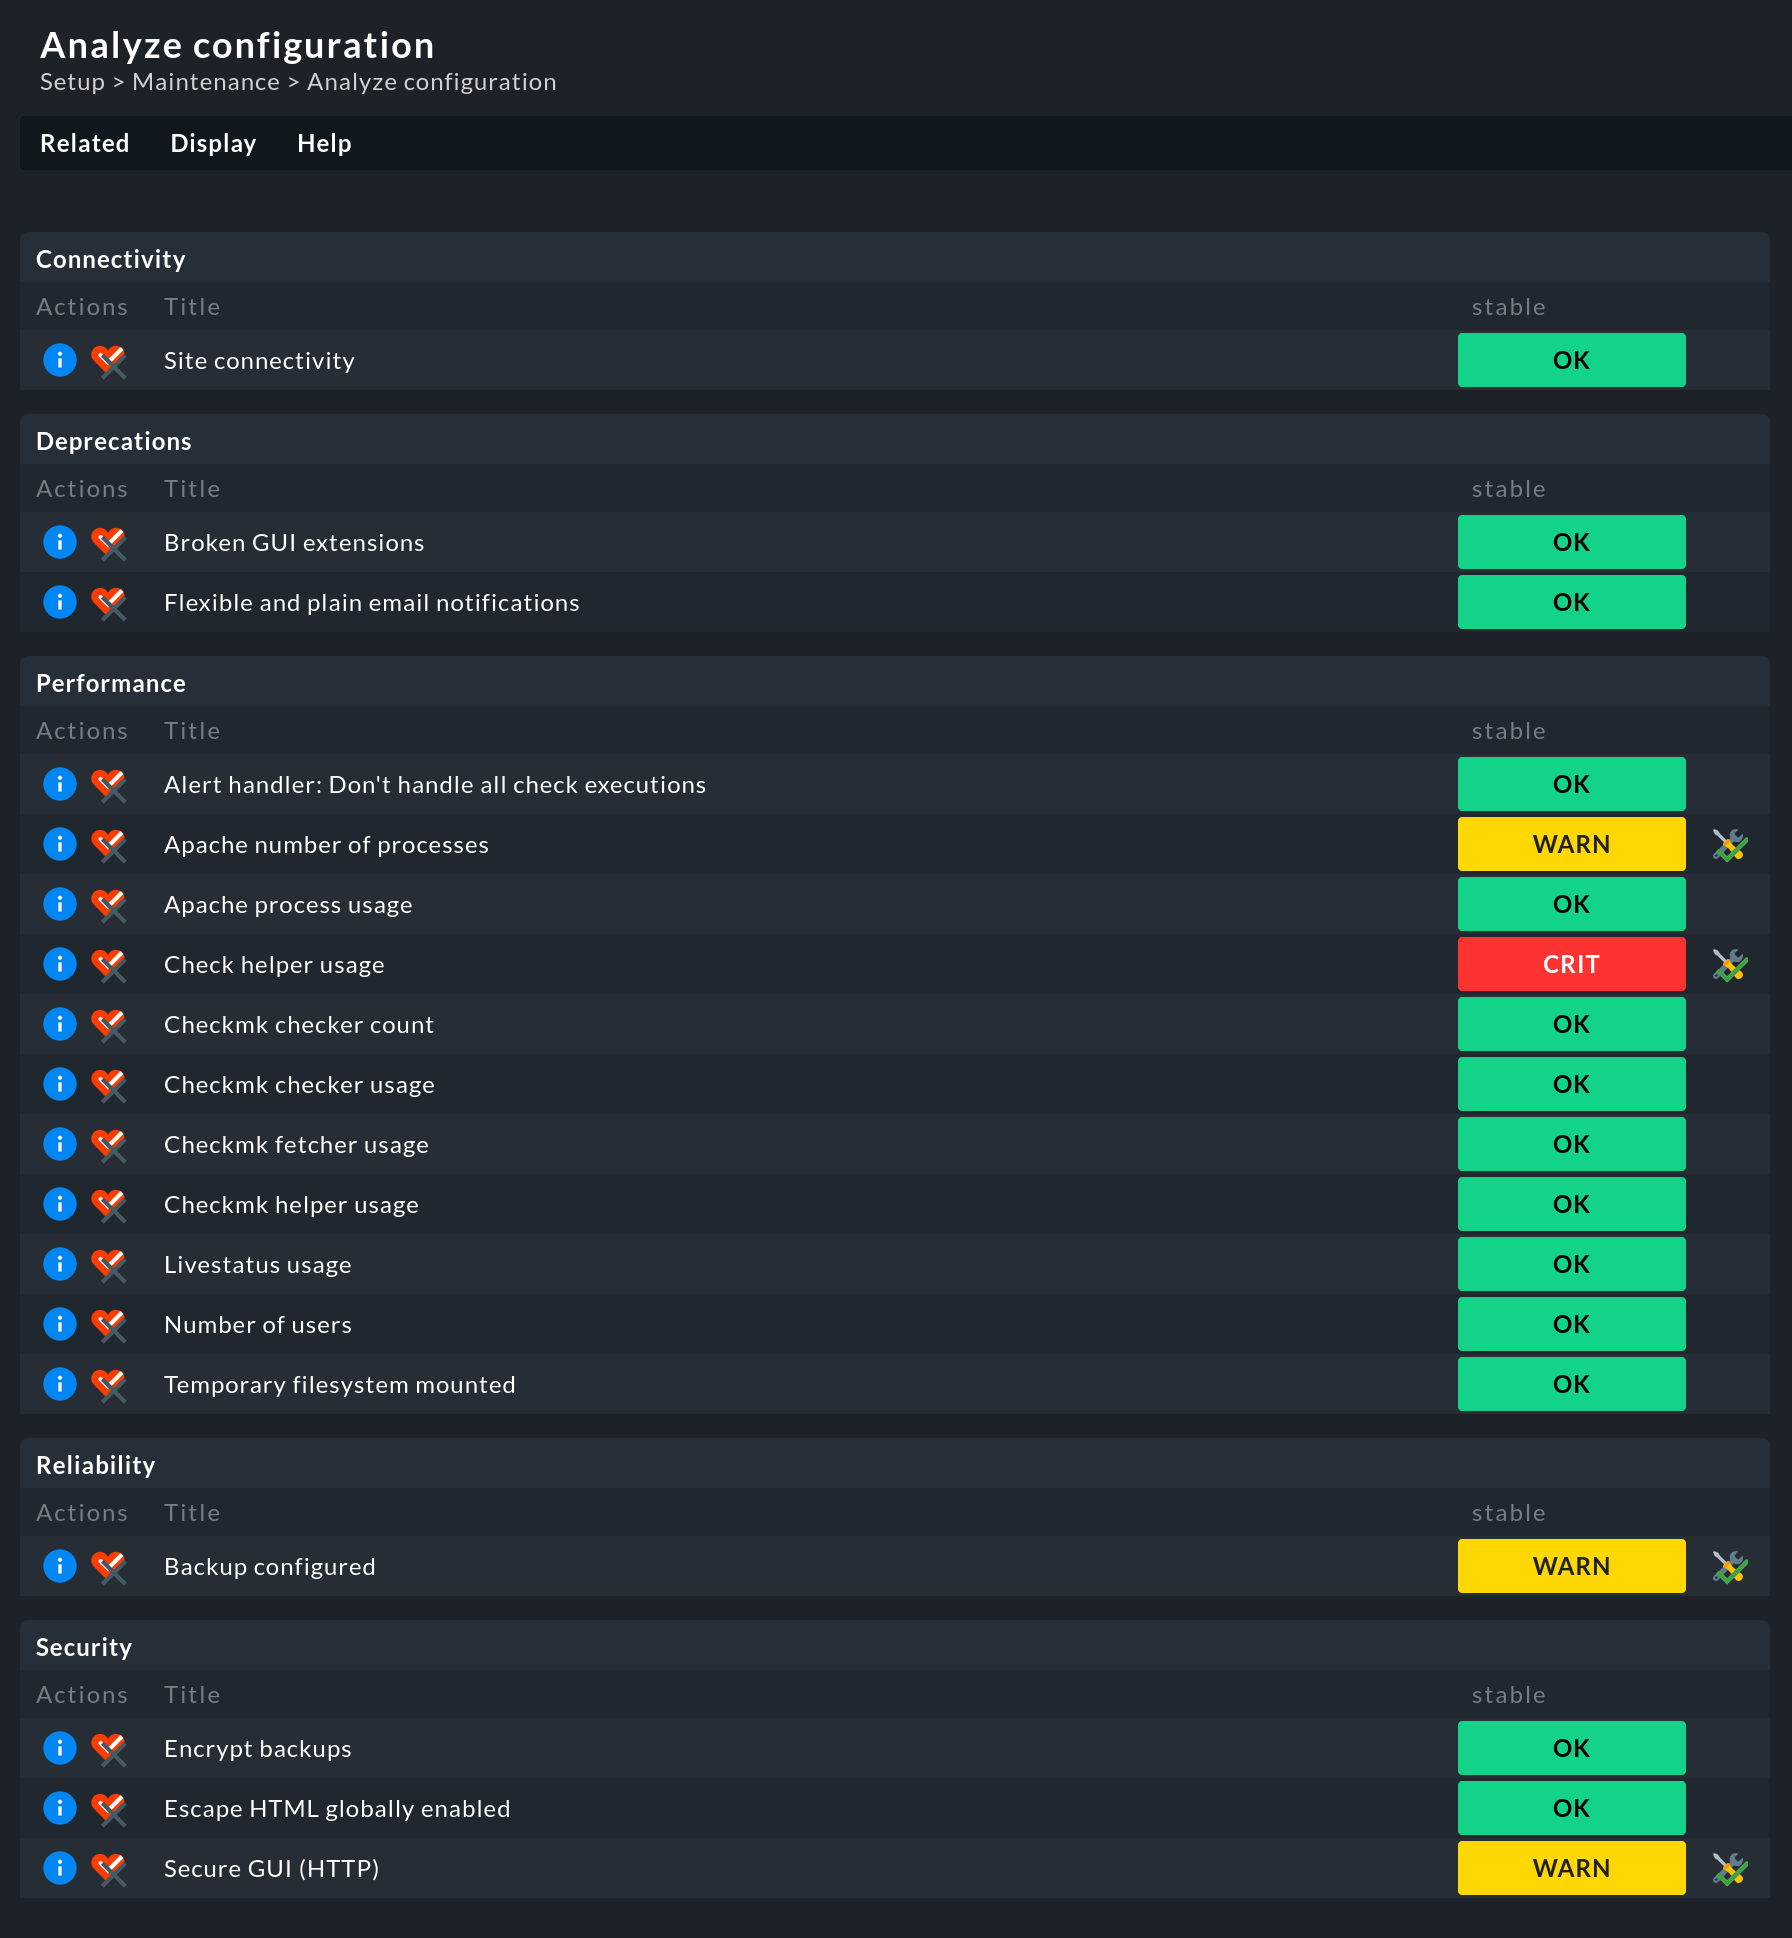 Analyze configuration
Setup > Maintenance > Analyze configuration
Related Display Help
Connectivity
Actions Title stable
Site connectivity OK
Deprecations
Actions Title stable
Broken GUI extensions OK
Flexible and plain email notifications OK
Performance
Actions Title stable
Alert handler: Don't handle all check executions OK
Apache number of processes WARN
Apache process usage OK
Check helper usage CRIT
Checkmk checker count OK
Checkmk checker usage OK
Checkmk fetcher usage OK
Checkmk helper usage OK
Livestatus usage OK
Number of users OK
Temporary filesystem mounted OK
Reliability
Actions Title stable
Backup configured WARN
Security
Actions Title stable
Encrypt backups OK
Escape HTML globally enabled OK
Secure GUI (HTTP) WARN